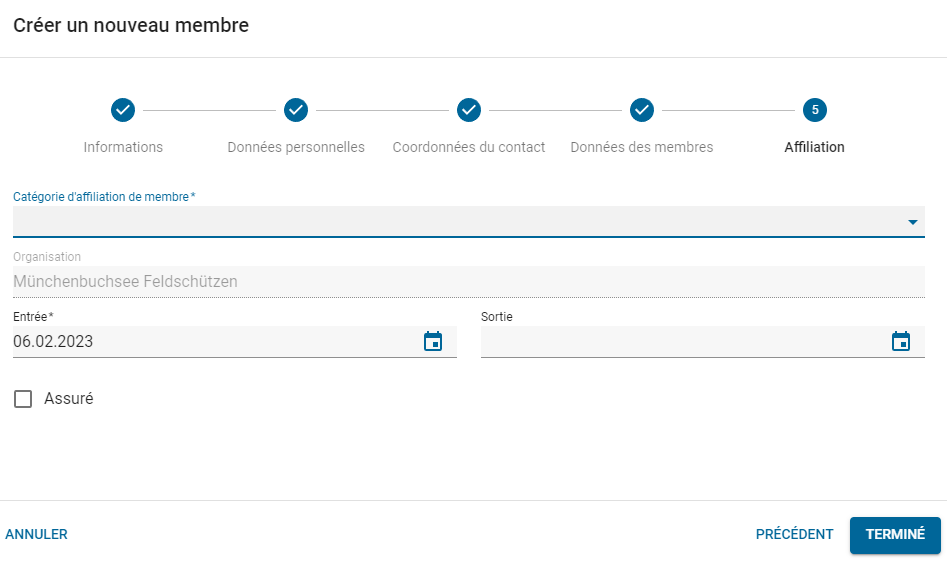 Créer un nouveau membre
5
Informations Données personnelles Coordonnées du contact Données des membres Affiliation
Catégorie d'affiliation de membre *
Organisation
Münchenbuchsee Feldschützen
Entrée * Sortie
06.02.2023
Assuré
ANNULER PRÉCÉDENT TERMINÉ